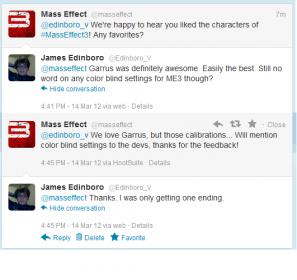 Mass Effect @masseffect 7m
@edinboro_v We're happy to hear you liked the characters of
#MassEffect3! Any favorites?
James Edinboro @Edinboro_V
@masseffect Garrus was definitely awesome. Easily the best. Still no
word on any color blind settings for ME3 though?
Hide conversation
4:41 PM - 14 Mar 12 via web · Details
Mass Effect @masseffect Close
@edinboro_v We love Garrus, but those calibrations... Will mention
color blind settings to the devs, thanks for the feedback!
4:45 PM - 14 Mar 12 via HootSuite · Details
James Edinboro @Edinboro_V
@masseffect Thanks. I was only getting one ending.
Hide conversation
4:45 PM - 14 Mar 12 via web · Details
Reply Delete Favorite